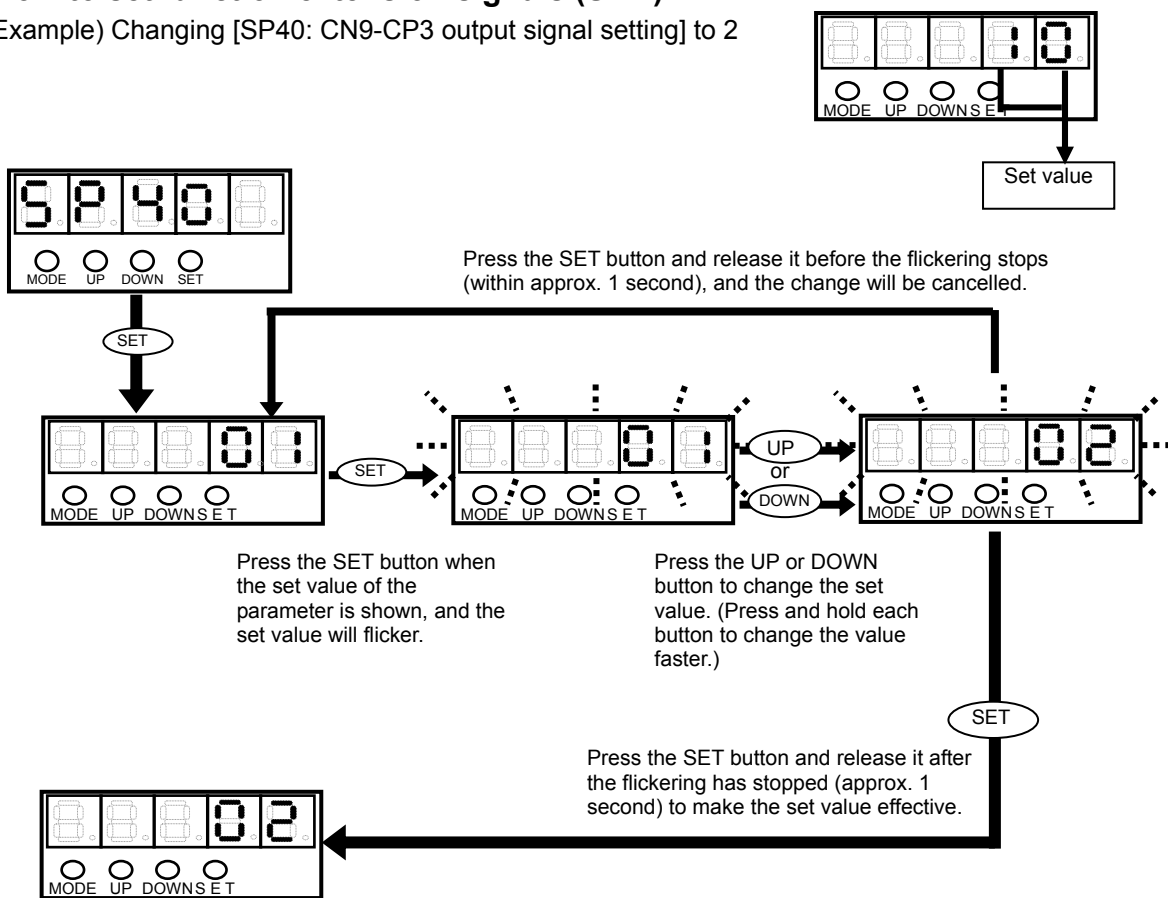 Example) Changing [SP40: CN9-CP3 output signal setting] to 2
10
MODE UP DOWN SET
Set value
SP40
MODE UP DOWN SET
Press the SET button and release it before the flickering stops
(within approx. 1 second), and the change will be cancelled.
SET
01
MODE UP DOWN SET
SET
01
MODE UP DOWN SET
UP
or
DOWN
02
MODE UP DOWN SET
Press the SET button when
the set value of the
parameter is shown, and the
set value will flicker.
Press the UP or DOWN
button to change the set
value. (Press and hold each
button to change the value
faster.)
SET
Press the SET button and release it after
the flickering has stopped (approx. 1
second) to make the set value effective.
02
MODE UP DOWN SET